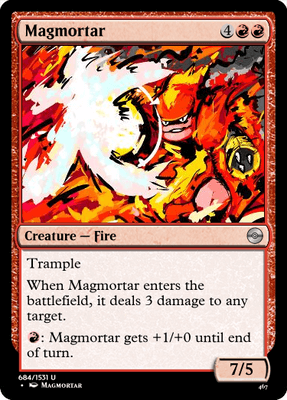 Magmortar 4
Creature — Fire
Trample
When Magmortar enters the
battlefield, it deals 3 damage to any
target.
: Magmortar gets +1/+0 until end
of turn.
7/5
684/1531 U
• Magmortar